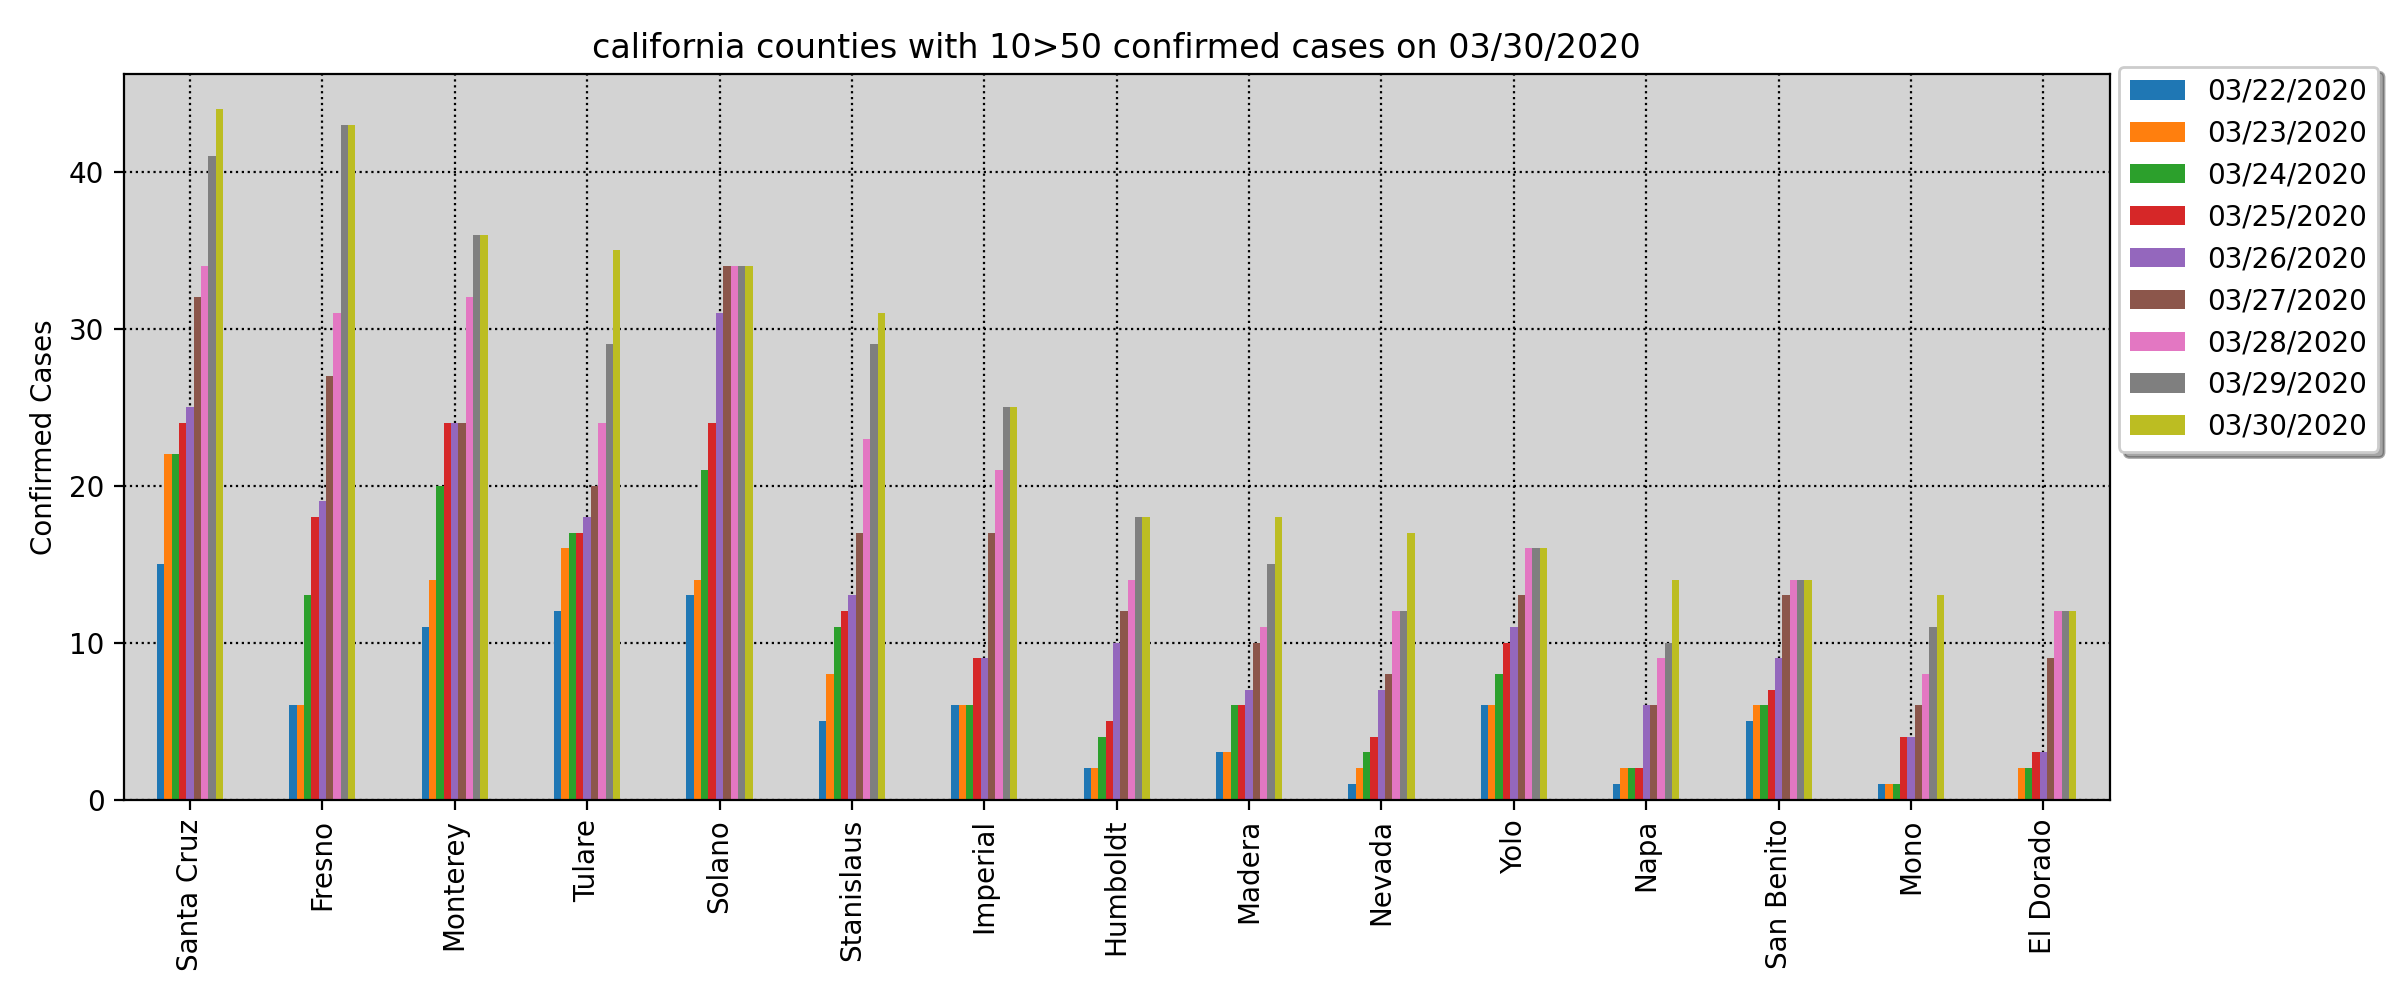 california counties with 10>50 confirmed cases on 03/30/2020
Confirmed Cases
40
30
20
10
0
Santa Cruz
Fresno
Monterey
Tulare
Solano
Stanislaus
Imperial
Humboldt
Madera
Nevada
Yolo
Napa
San Benito
Mono
El Dorado
03/22/2020
03/23/2020
03/24/2020
03/25/2020
03/26/2020
03/27/2020
03/28/2020
03/29/2020
03/30/2020